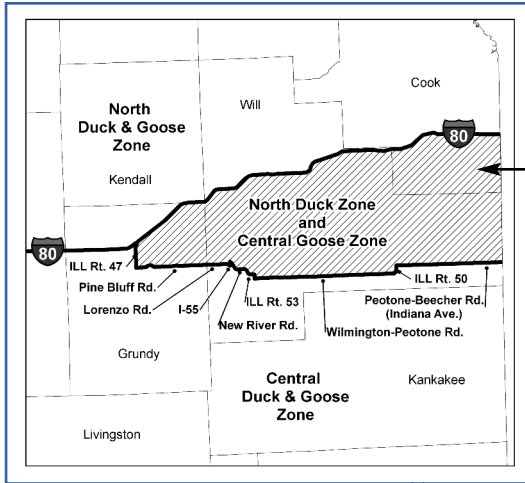 Cook
Will
North
Duck & Goose
Zone
80
Kendall
North Duck Zone
and
Central Goose Zone
80
ILL Rt. 47
Pine Bluff Rd.
Lorenzo Rd.
I-55
New River Rd.
ILL Rt. 53
Wilmington-Peotone Rd.
ILL Rt. 50
Peotone-Beecher Rd.
(Indiana Ave.)
Grundy
Central
Duck & Goose
Zone
Kankakee
Livingston